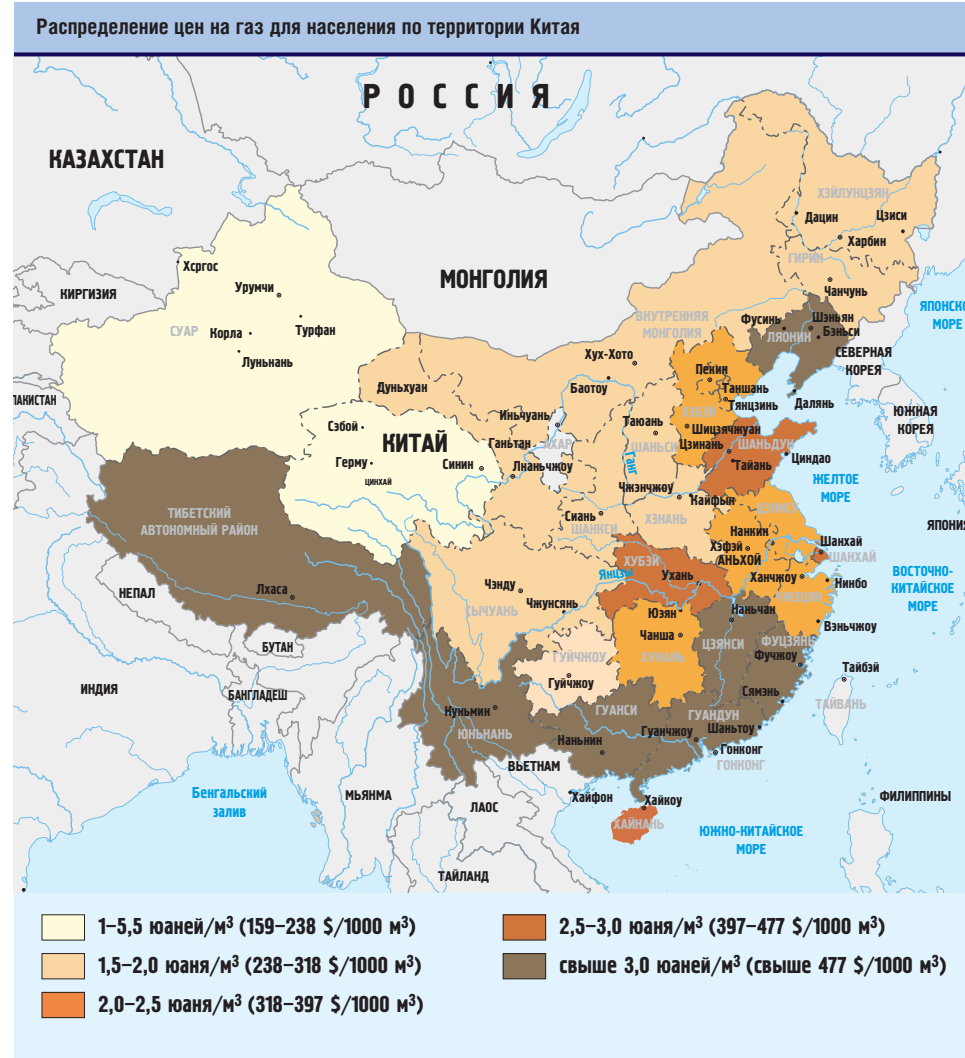 Распределение цен на газ для населения по территории Китая
РОССИЯ
КАЗАХСТАН
МОНГОЛИЯ
КИРГИЗИЯ
ПАКИСТАН
ХЭЙЛУНЦЗЯН
Дацин
Цзиси
Харбин
ГИРИН
Чанчунь
Хсргос
Урумчи
СУАР
Корла
Турфан
Луньнань
ВНУТРЕННЯЯ
МОНГОЛИЯ
Фусинь
Шэньян
Бэньси
ЛЯОНИН
ЯПОНСКО
МОРЕ
СЕВЕРНАЯ
КОРЕЯ
Хух-Хото
Баотоу
Дуньхуан
Пекин
Таншань
Тянцзинь
Далянь
ЮЖНАЯ
КОРЕЯ
Иньчуань
Таюань
ХЭБЭЙ
Шицзячжуан
Сэбой
КИТАЙ
Ганьтан
НХАР
ШАНЬСИ
Цзинань
ШАНЬДУН
Герму
Синин
Лнаньчжоу
Ганг
Тайань
Циндао
ЦИНХАЙ
ЖЕЛТОЕ
МОРЕ
Чжэнчжоу
Кайфын
ЦЗЯНСУ
ТИБЕТСКИЙ
АВТОНОМНЫЙ РАЙОН
Сиань
ШАНКСИ
ХЭНАНЬ
Нанкин
ЯПОНИЯ
Хэфэй
АНЬХОЙ
Шанхай
ШАНХАЙ
ХУБЭЙ
Янцзы
Ухань
Ханчжоу
Нинбо
ВОСТОЧНО-
КИТАЙСКОЕ
МОРЕ
НЕПАЛ
Лхаса
Чэнду
Чжунсянь
СЫЧУАНЬ
Юэян
Наньчан
ЧЖЭЦЗЯН
Вэньчжоу
БУТАН
ГУЙЧЖОУ
Чанша
ХУНАНЬ
ЦЗЯНСИ
ФУЦЗЯНЬ
Фучжоу
Тайбэй
ИНДИЯ
БАНГЛАДЕШ
Гуйчжоу
Сямэнь
ТАЙВАНЬ
Куньмин
ЮНЬНАНЬ
ГУАНСИ
ГУАНДУН
Гуанчжоу
Шаньтоу
Наньнин
Гонконг
ГОНКОНГ
ВЬЕТНАМ
Бенгальский
залив
МЬЯНМА
ЛАОС
Хайфон
Хайкоу
ХАЙНАНЬ
ФИЛИППИНЫ
ЮЖНО-КИТАЙСКОЕ
МОРЕ
ТАЙЛАНД
1–5,5 юаней/м³ (159–238 $/1000 м³)
1,5–2,0 юаня/м³ (238–318 $/1000 м³)
2,0–2,5 юаня/м³ (318–397 $/1000 м³)
2,5–3,0 юаня/м³ (397–477 $/1000 м³)
свыше 3,0 юаней/м³ (свыше 477 $/1000 м³)